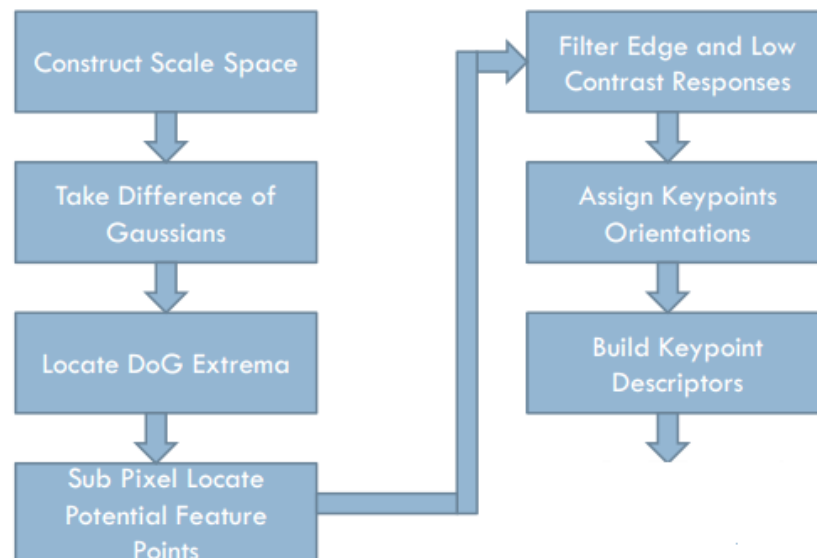 Construct Scale Space
Take Difference of
Gaussians
Locate DoG Extrema
Sub Pixel Locate
Potential Feature
Points
Filter Edge and Low
Contrast Responses
Assign Keypoints
Orientations
Build Keypoint
Descriptors